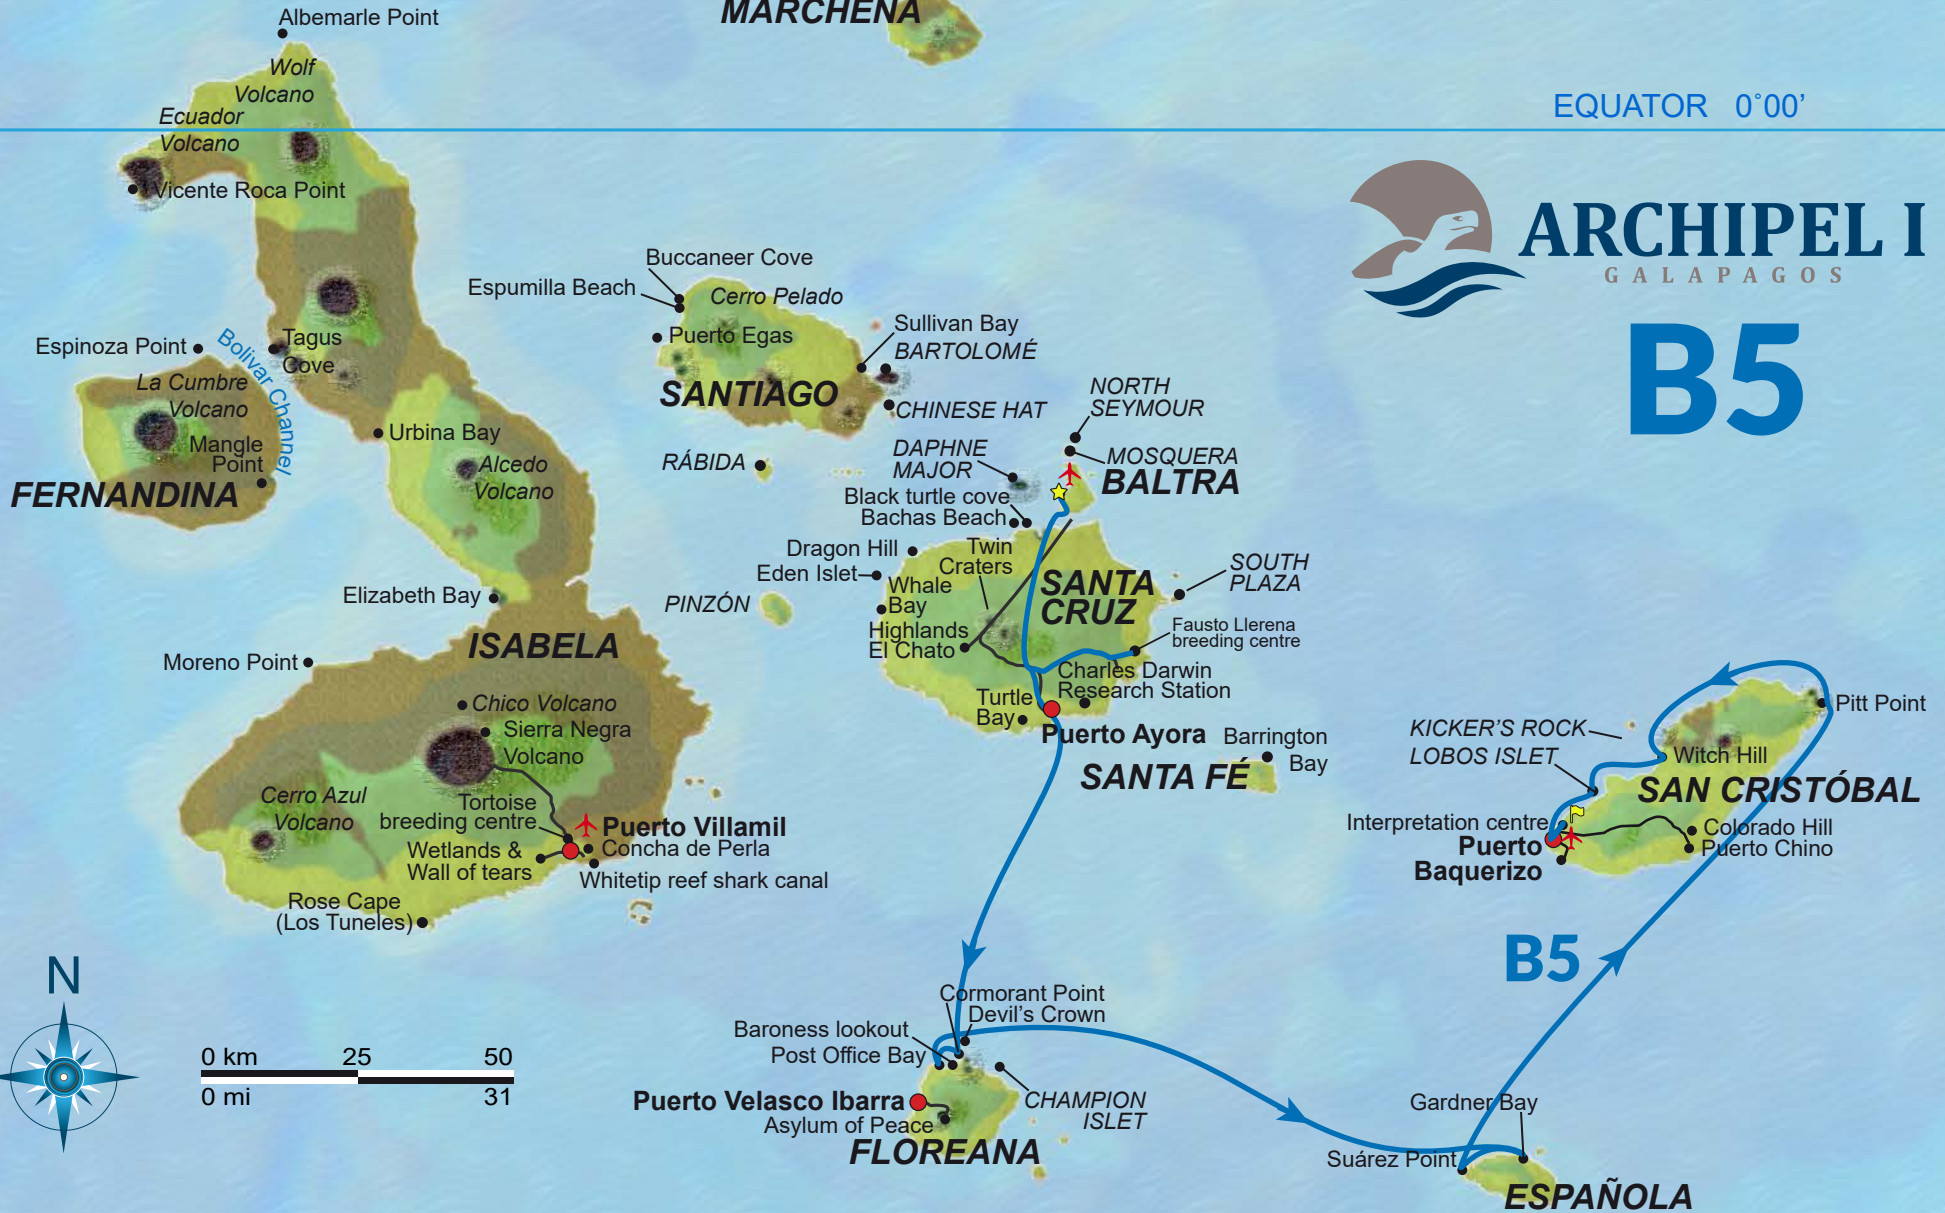 MARCHENA
Albemarle Point
Wolf
Volcano
Ecuador
Volcano
Vicente Roca Point
EQUATOR 0°00'
ARCHIPEL I
GALAPAGOS
B5
Buccaneer Cove
Espumilla Beach
Cerro Pelado
Puerto Egas
SANTIAGO
Sullivan Bay
BARTOLOMÉ
CHINESE HAT
Espinoza Point
Bolivar Channel
Tagus
Cove
La Cumbre
Volcano
Mangle
Point
FERNANDINA
Urbina Bay
Alcedo
Volcano
RÁBIDA
NORTH
SEYMOUR
MOSQUERA
BALTRA
DAPHNE
MAJOR
Black turtle cove
Bachas Beach
Dragon Hill
Eden Islet
Whale
Bay
Twin
Craters
SANTA
CRUZ
SOUTH
PLAZA
Highlands
El Chato
Fausto Llerena
breeding centre
Charles Darwin
Research Station
Turtle
Bay
Puerto Ayora
PINZÓN
Elizabeth Bay
ISABELA
Moreno Point
Chico Volcano
Sierra Negra
Volcano
Cerro Azul
Volcano
Tortoise
breeding centre
Puerto Villamil
Concha de Perla
Wetlands &
Wall of tears
Whitetip reef shark canal
Rose Cape
(Los Tuneles)
Barrington
Bay
SANTA FÉ
Pitt Point
KICKER'S ROCK
LOBOS ISLET
Witch Hill
SAN CRISTÓBAL
Interpretation centre
Puerto
Baquerizo
Colorado Hill
Puerto Chino
B5
N
0 km 25 50
0 mi 31
Cormorant Point
Devil's Crown
Baroness lookout
Post Office Bay
Puerto Velasco Ibarra
Asylum of Peace
FLOREANA
CHAMPION
ISLET
Gardner Bay
Suárez Point
ESPAÑOLA